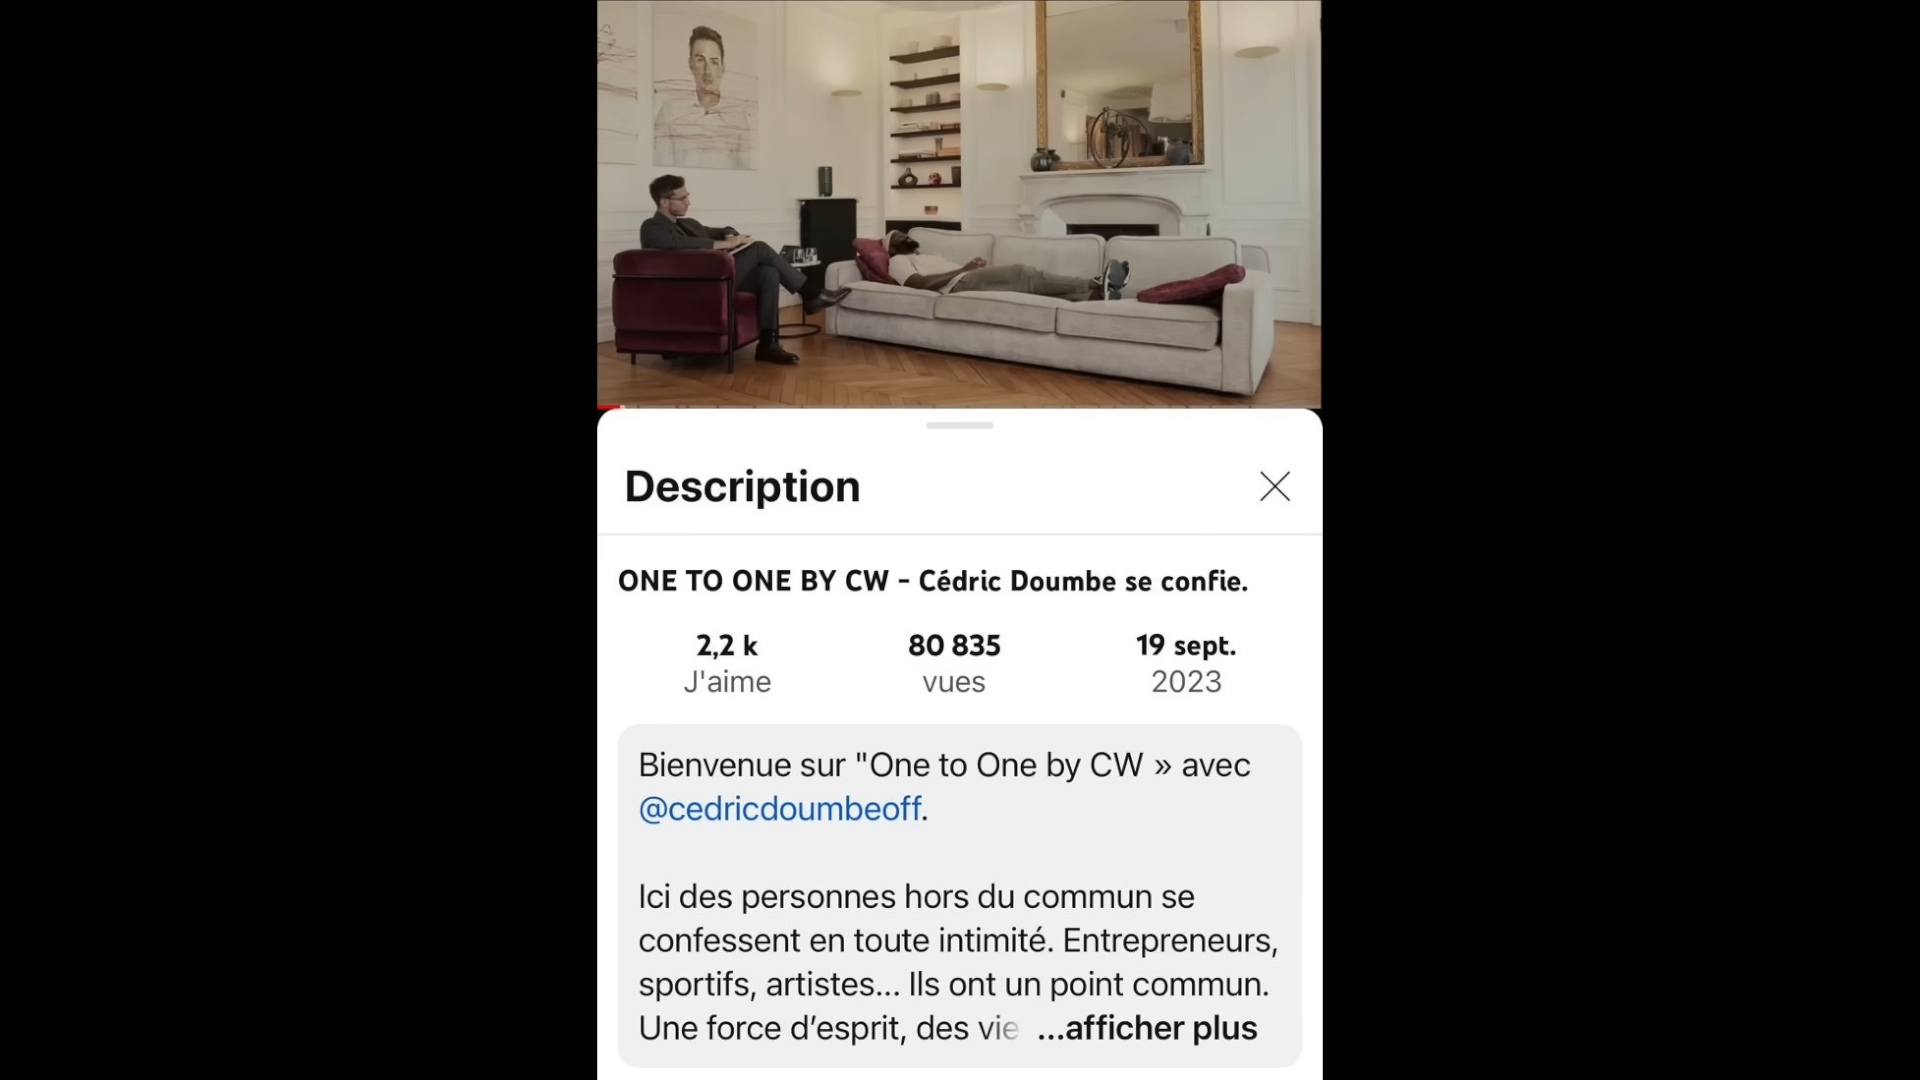 Description
ONE TO ONE BY CW - Cédric Doumbe se confie.
2,2 k
J'aime
80 835
vues
19 sept.
2023
Bienvenue sur "One to One by CW » avec
@cedricdoumbeoff.
Ici des personnes hors du commun se
confessent en toute intimité. Entrepreneurs,
sportifs, artistes... Ils ont un point commun.
Une force d’esprit, des vie ...afficher plus